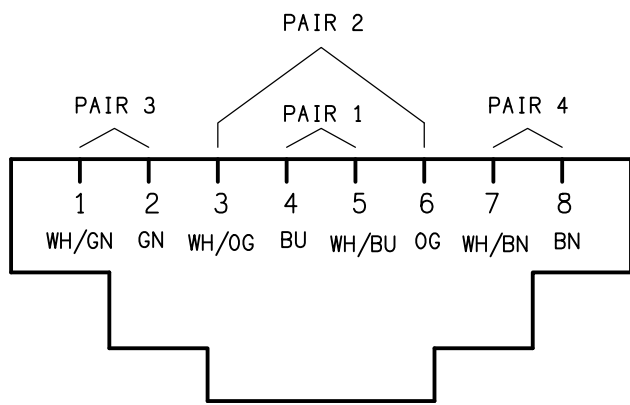 PAIR 2
PAIR 3
PAIR 1
PAIR 4
1 2 3 4 5 6 7 8
WH/GN GN WH/OG BU WH/BU OG WH/BN BN